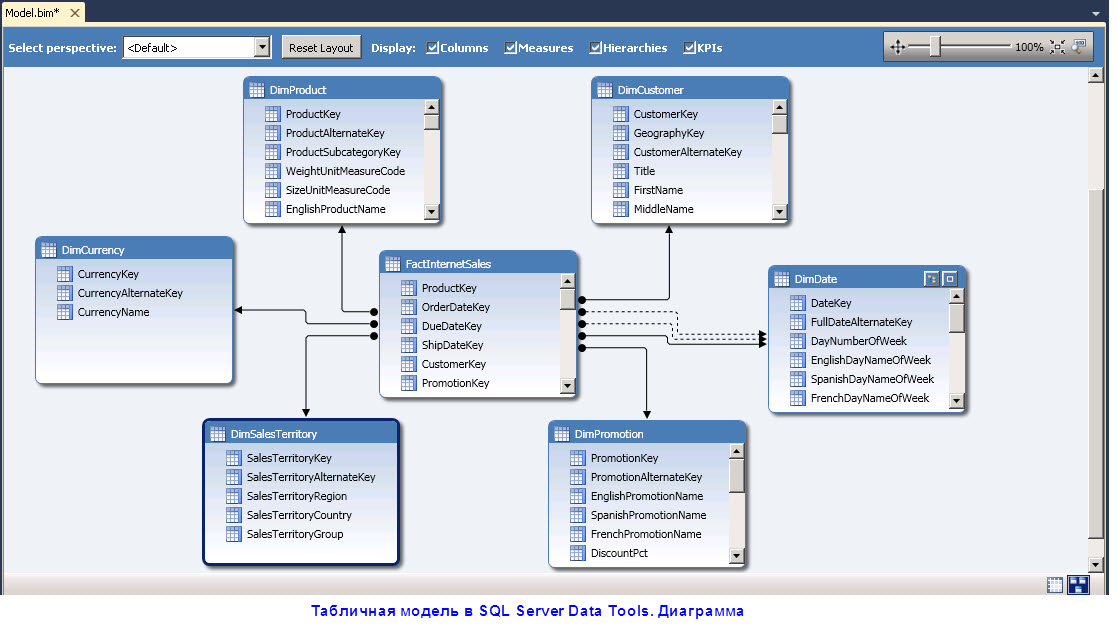 Model.bim*
Select perspective: <Default> Reset Layout Display: Columns Measures Hierarchies KPIs 100%
DimProduct
ProductKey
ProductAlternateKey
ProductSubcategoryKey
WeightUnitMeasureCode
SizeUnitMeasureCode
EnglishProductName
DimCustomer
CustomerKey
GeographyKey
CustomerAlternateKey
Title
FirstName
MiddleName
DimCurrency
CurrencyKey
CurrencyAlternateKey
CurrencyName
FactInternetSales
ProductKey
OrderDateKey
DueDateKey
ShipDateKey
CustomerKey
PromotionKey
DimDate
DateKey
FullDateAlternateKey
DayNumberOfWeek
EnglishDayNameOfWeek
SpanishDayNameOfWeek
FrenchDayNameOfWeek
DimSalesTerritory
SalesTerritoryKey
SalesTerritoryAlternateKey
SalesTerritoryRegion
SalesTerritoryCountry
SalesTerritoryGroup
DimPromotion
PromotionKey
PromotionAlternateKey
EnglishPromotionName
SpanishPromotionName
FrenchPromotionName
DiscountPct
Табличная модель в SQL Server Data Tools. Диаграмма